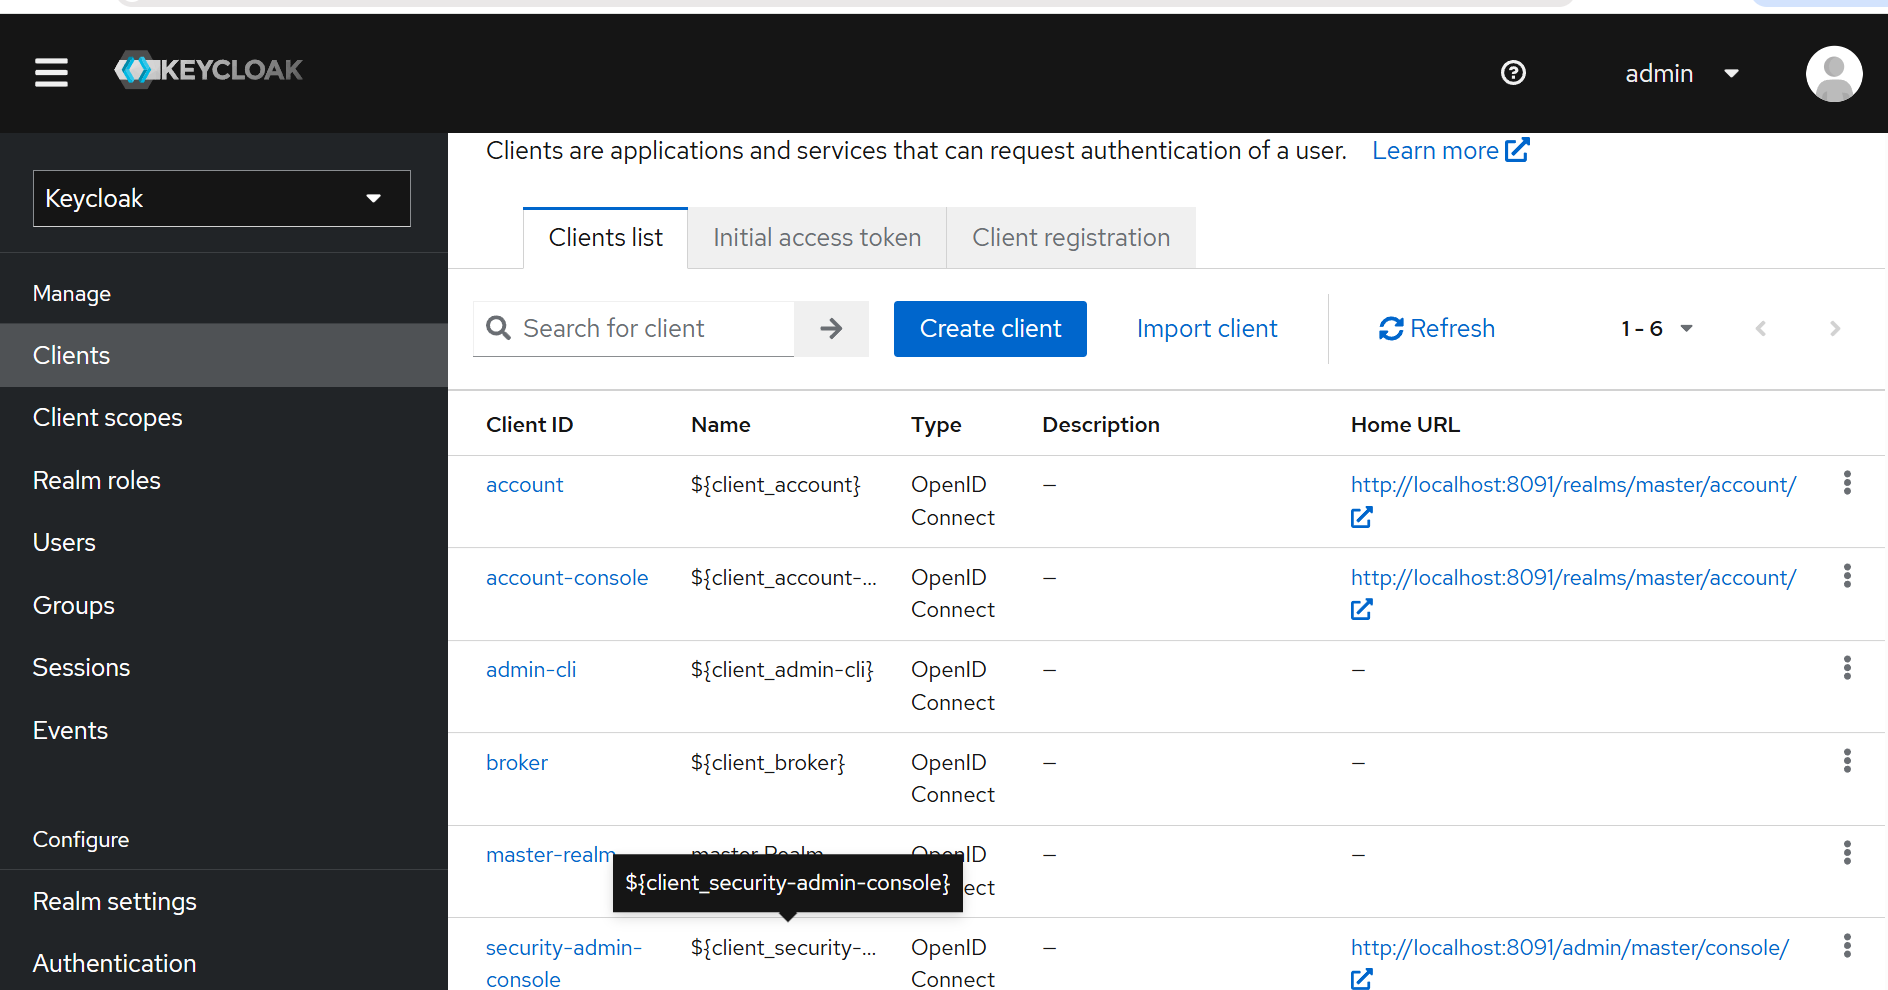 KEYCLOAK
admin
Keycloak
Manage
Clients
Client scopes
Realm roles
Users
Groups
Sessions
Events
Configure
Realm settings
Authentication
Clients are applications and services that can request authentication of a user. Learn more
Clients list Initial access token Client registration
Search for client Create client Import client Refresh 1 - 6
Client ID Name Type Description Home URL
account ${client_account} OpenID – http://localhost:8091/realms/master/account/
Connect
account-console ${client_account-... OpenID – http://localhost:8091/realms/master/account/
Connect
admin-cli ${client_admin-cli} OpenID – –
Connect
broker ${client_broker} OpenID – –
Connect
master-realm master Realm OpenID – –
${client_security-admin-console} ect
security-admin- ${client_security-... OpenID – http://localhost:8091/admin/master/console/
console Connect